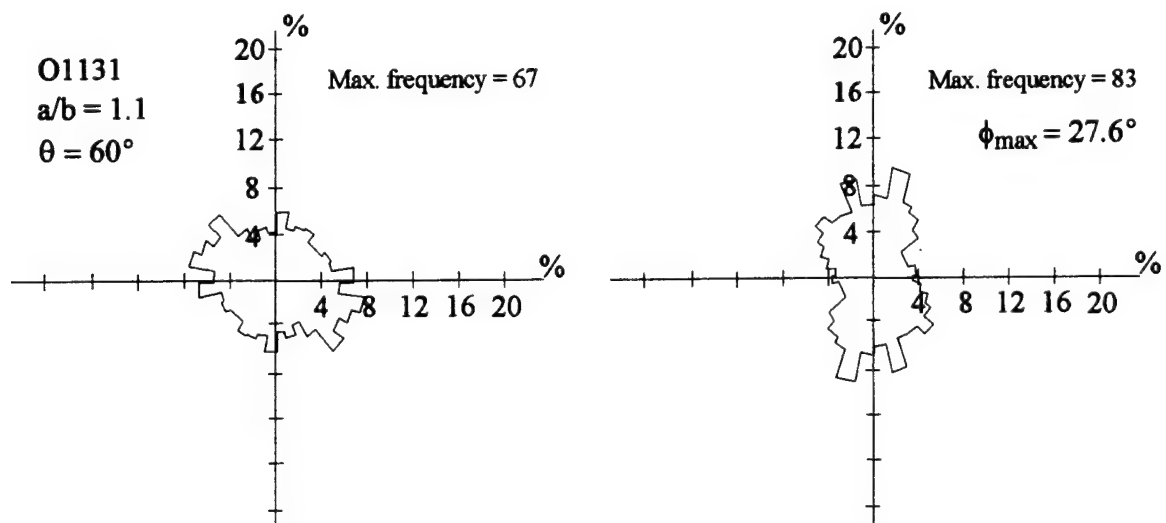 %
20
O1131
Max. frequency = 67
16
a/b = 1.1
12
θ = 60°
8
4
%
4 8 12 16 20
%
20
Max. frequency = 83
16
ϕmax = 27.6°
12
8
4
%
4 8 12 16 20